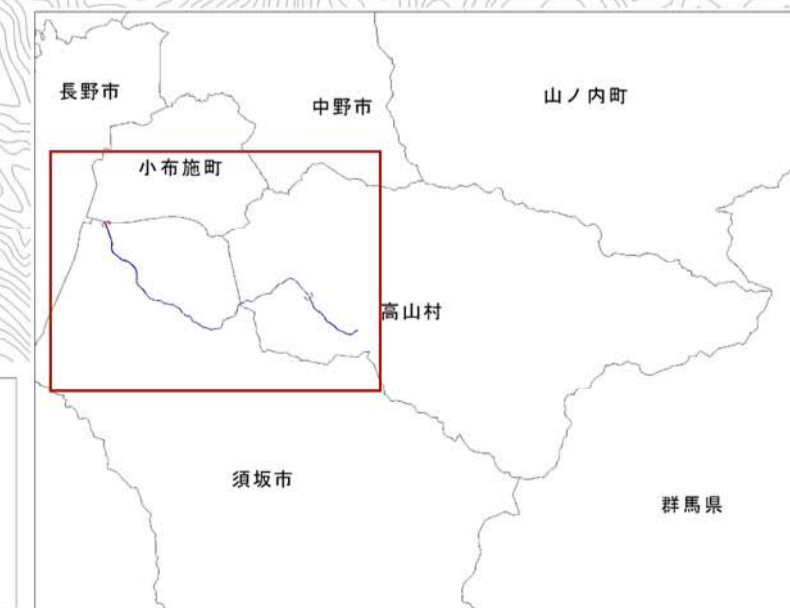 長野市
中野市
山ノ内町
小布施町
高山村
須坂市
群馬県